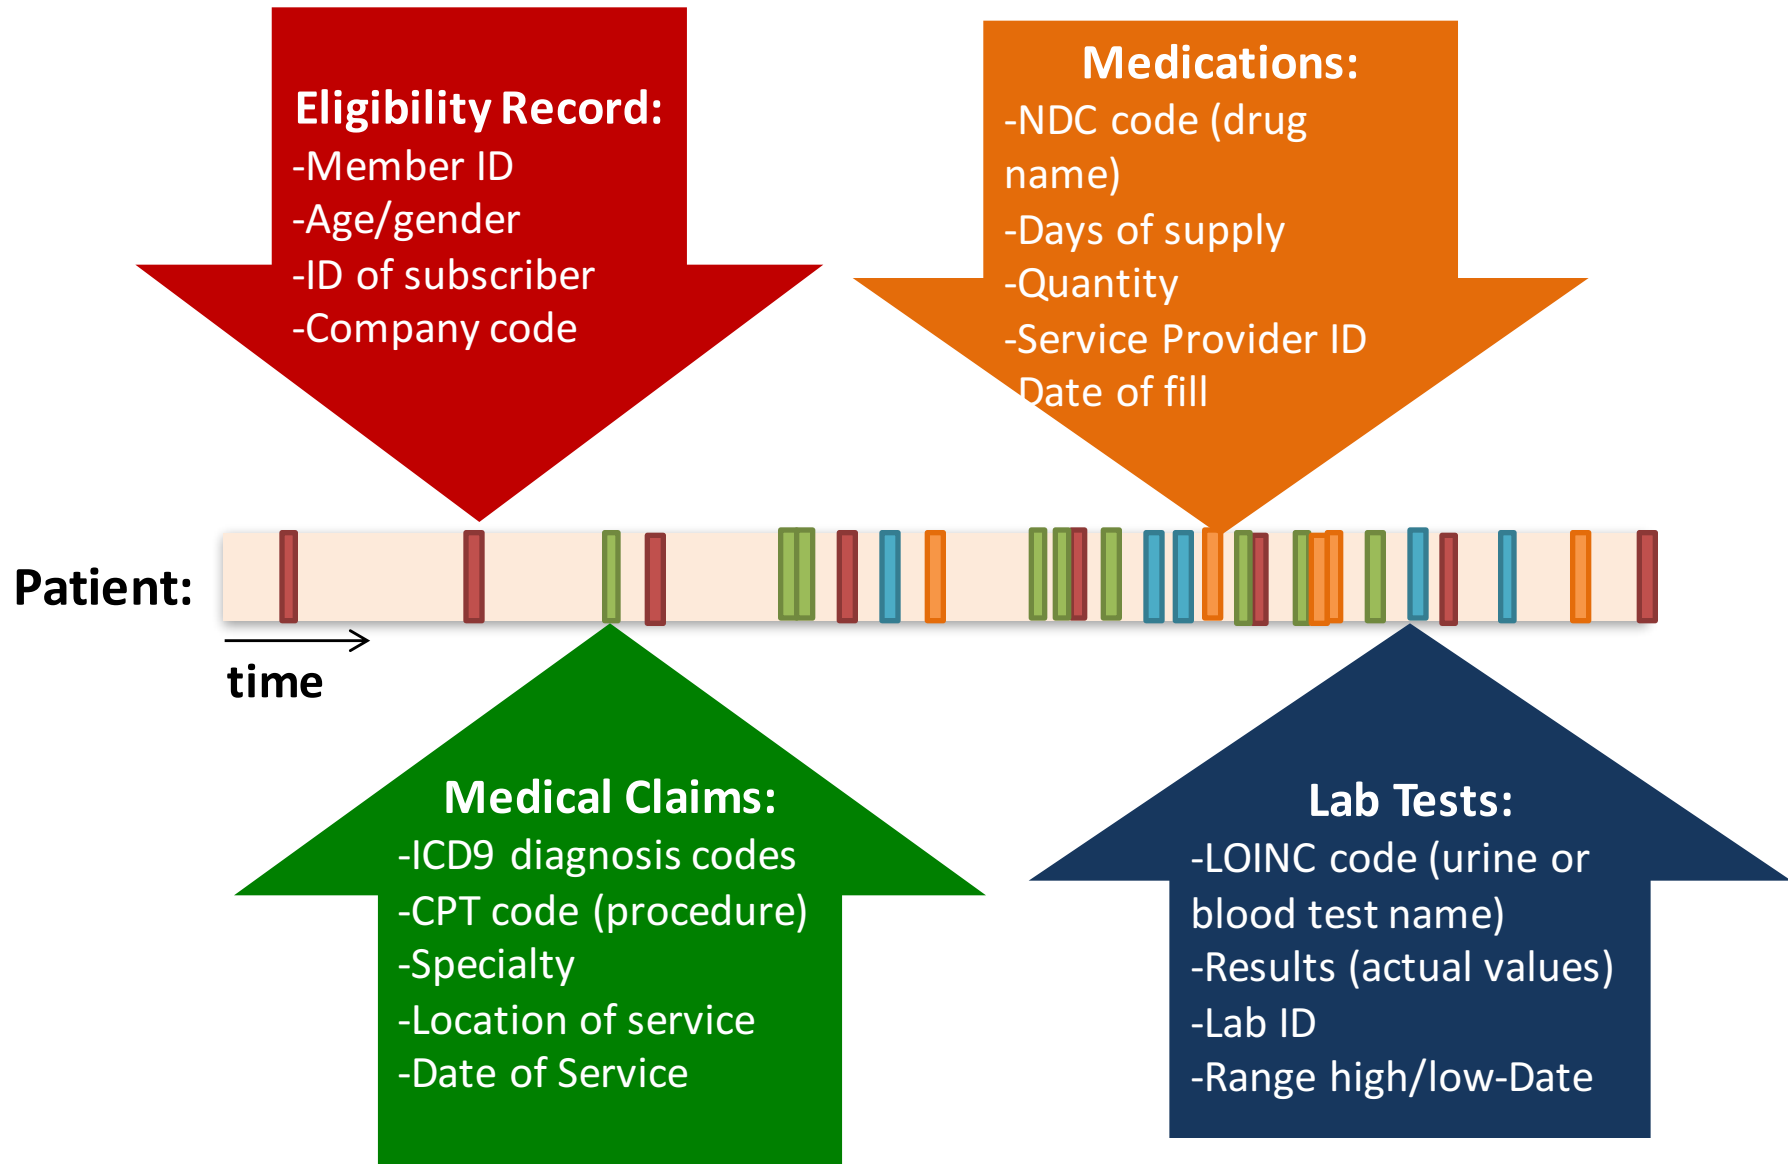 Eligibility Record:
-Member ID
-Age/gender
-ID of subscriber
-Company code
Medications:
-NDC code (drug
name)
-Days of supply
-Quantity
-Service Provider ID
-Date of fill
Patient:
time
Medical Claims:
-ICD9 diagnosis codes
-CPT code (procedure)
-Specialty
-Location of service
-Date of Service
Lab Tests:
-LOINC code (urine or
blood test name)
-Results (actual values)
-Lab ID
-Range high/low-Date